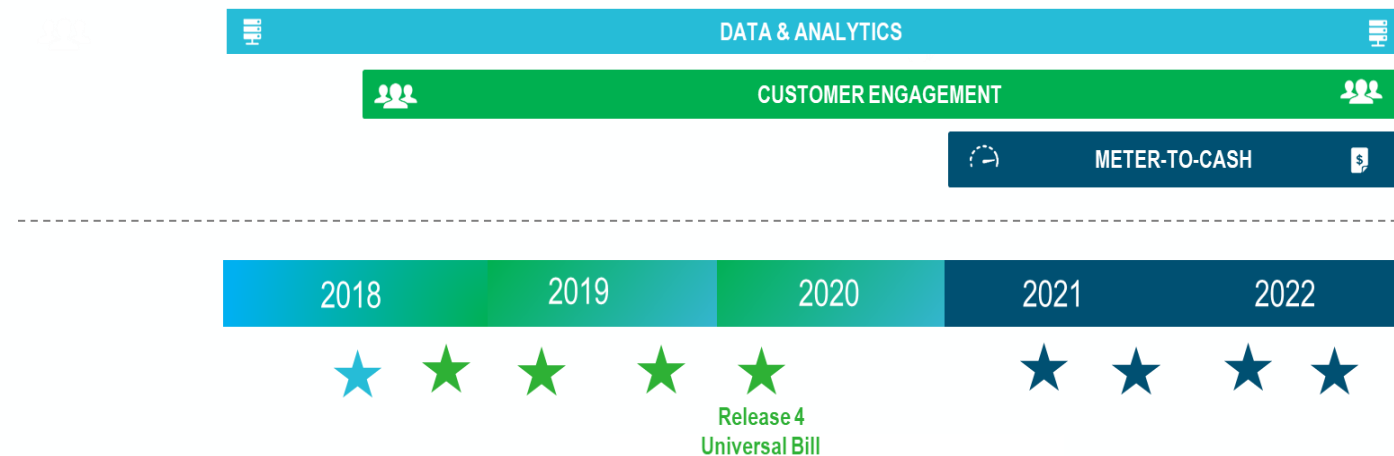 DATA & ANALYTICS
CUSTOMER ENGAGEMENT
METER-TO-CASH
$
2018 2019 2020 2021 2022
Release 4
Universal Bill